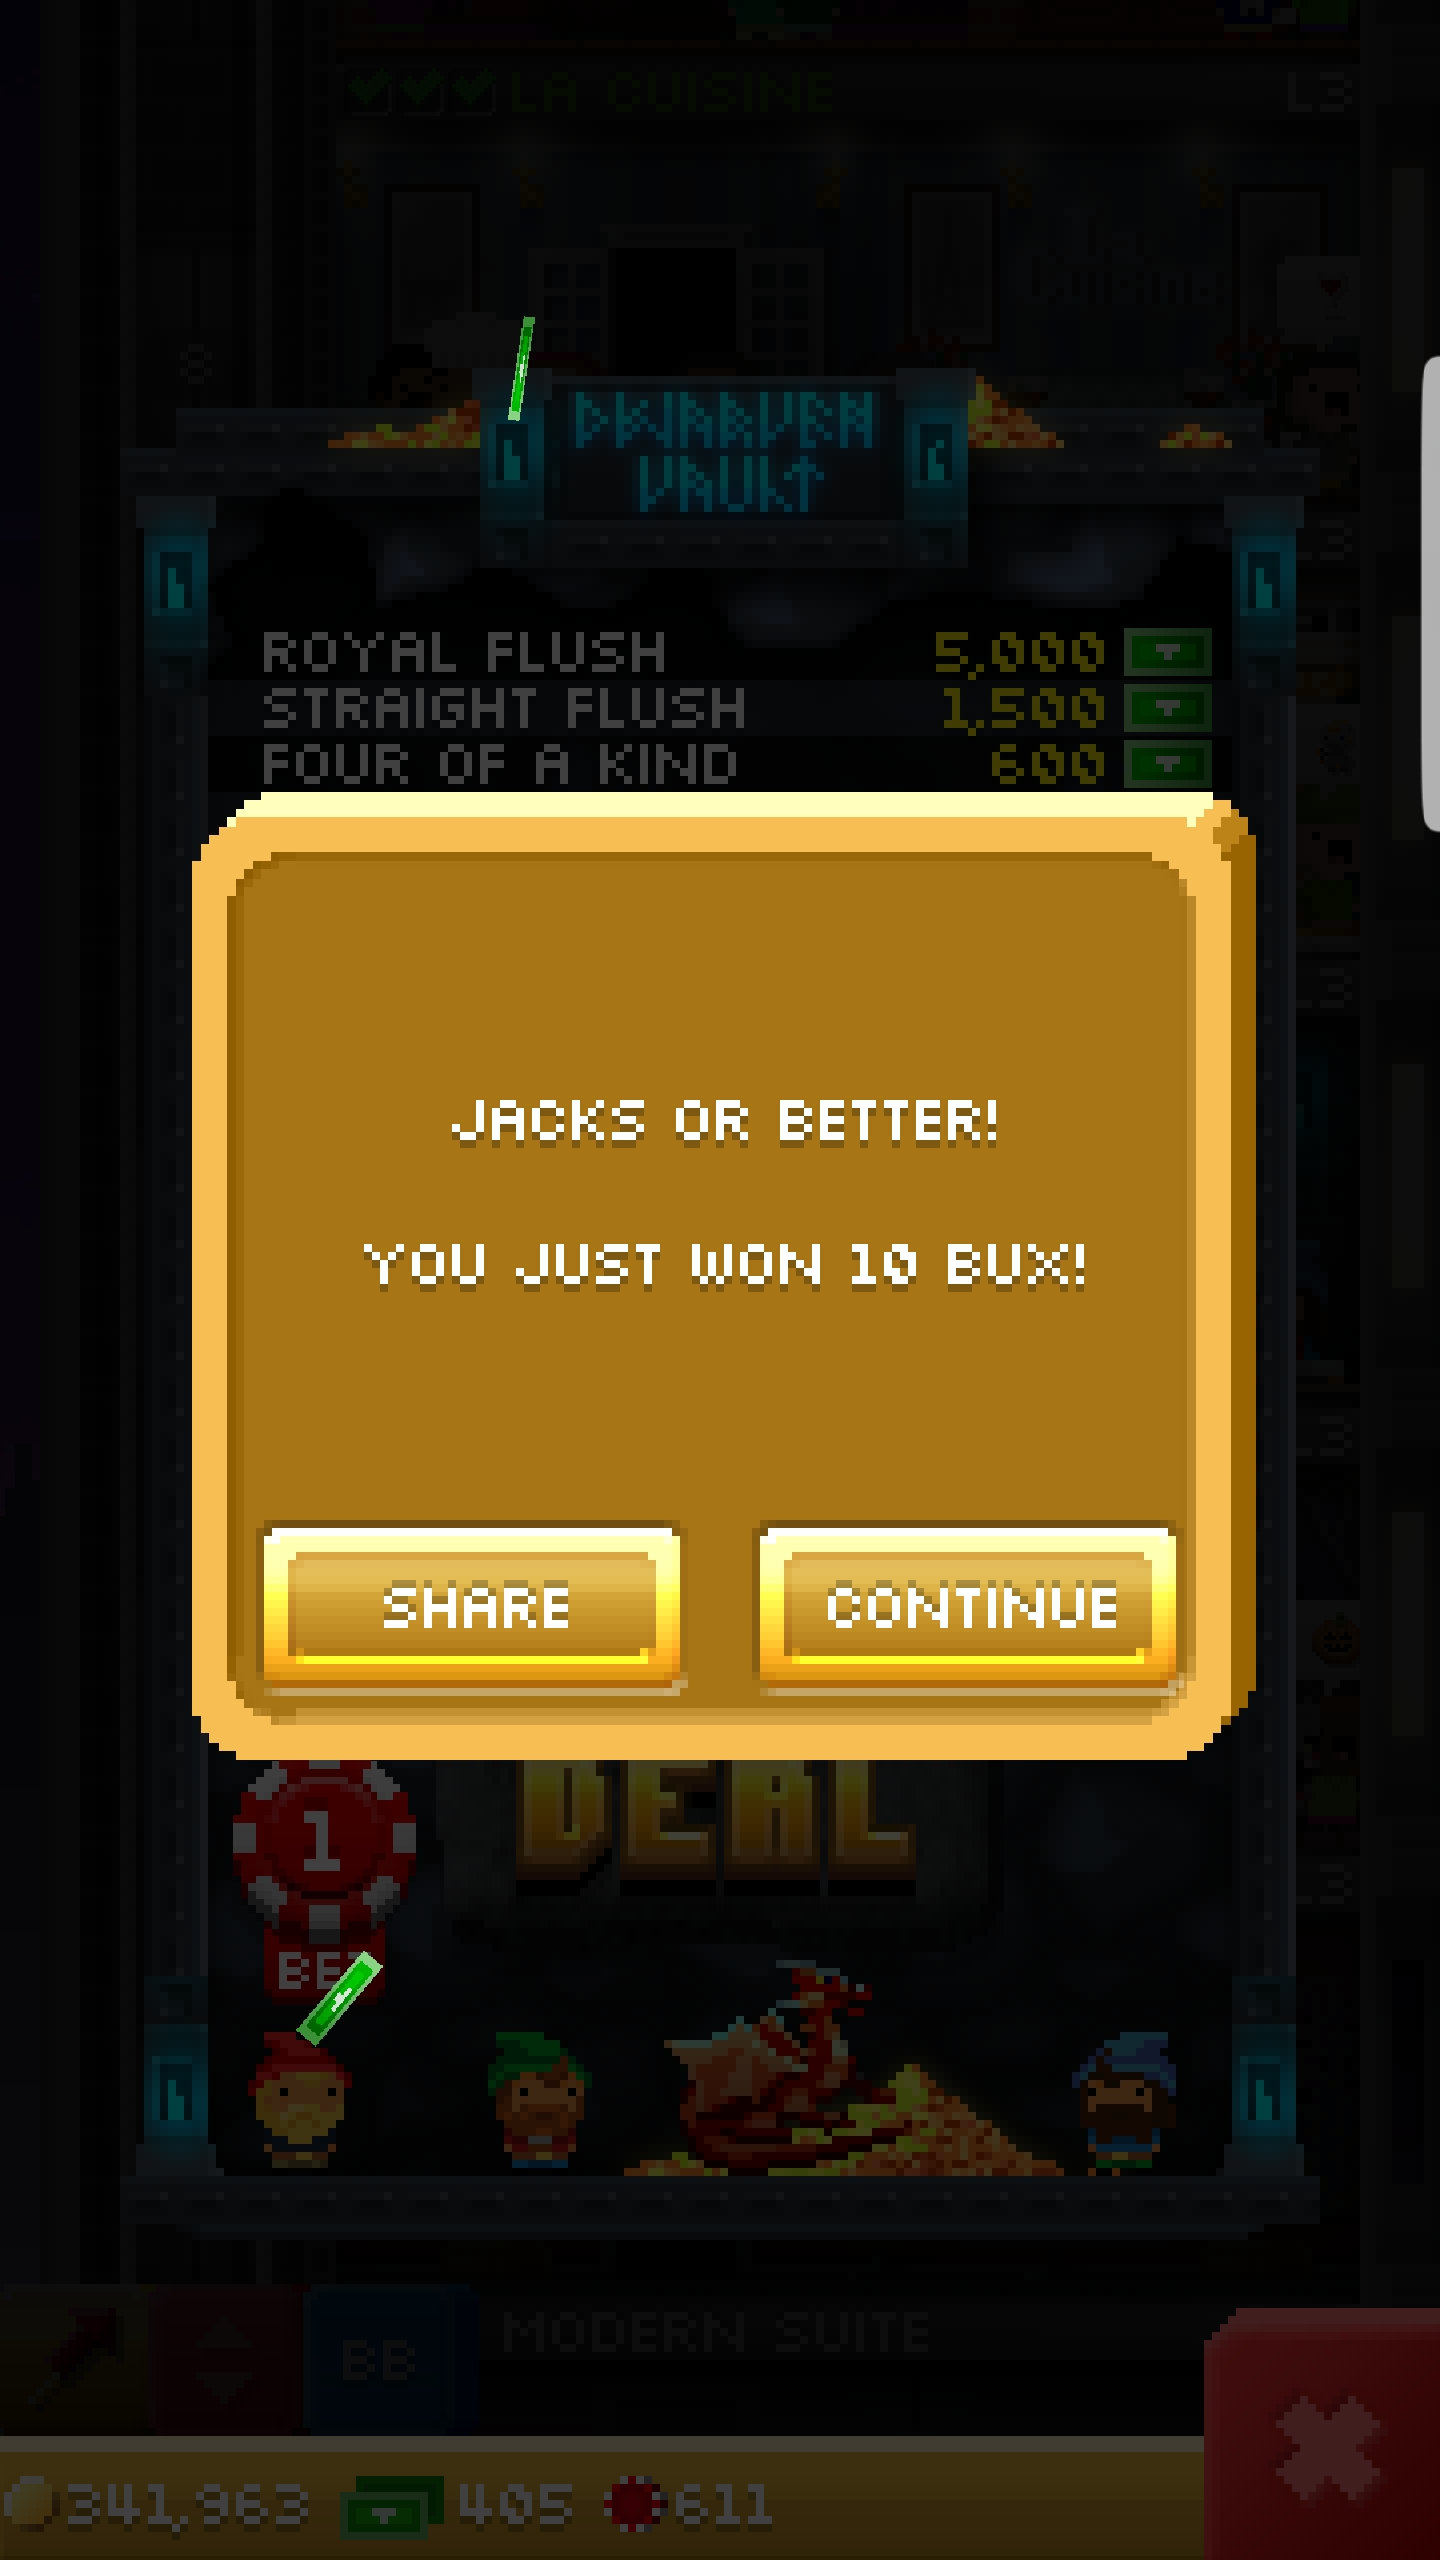 LA CUISINE L3
DWARVEN
VAULT
ROYAL FLUSH 5,000
STRAIGHT FLUSH 1,500
FOUR OF A KIND 600
JACKS OR BETTER!
YOU JUST WON 10 BUX!
SHARE CONTINUE
DEAL
1
BET
MODERN SUITE
BB
341,963 405 611